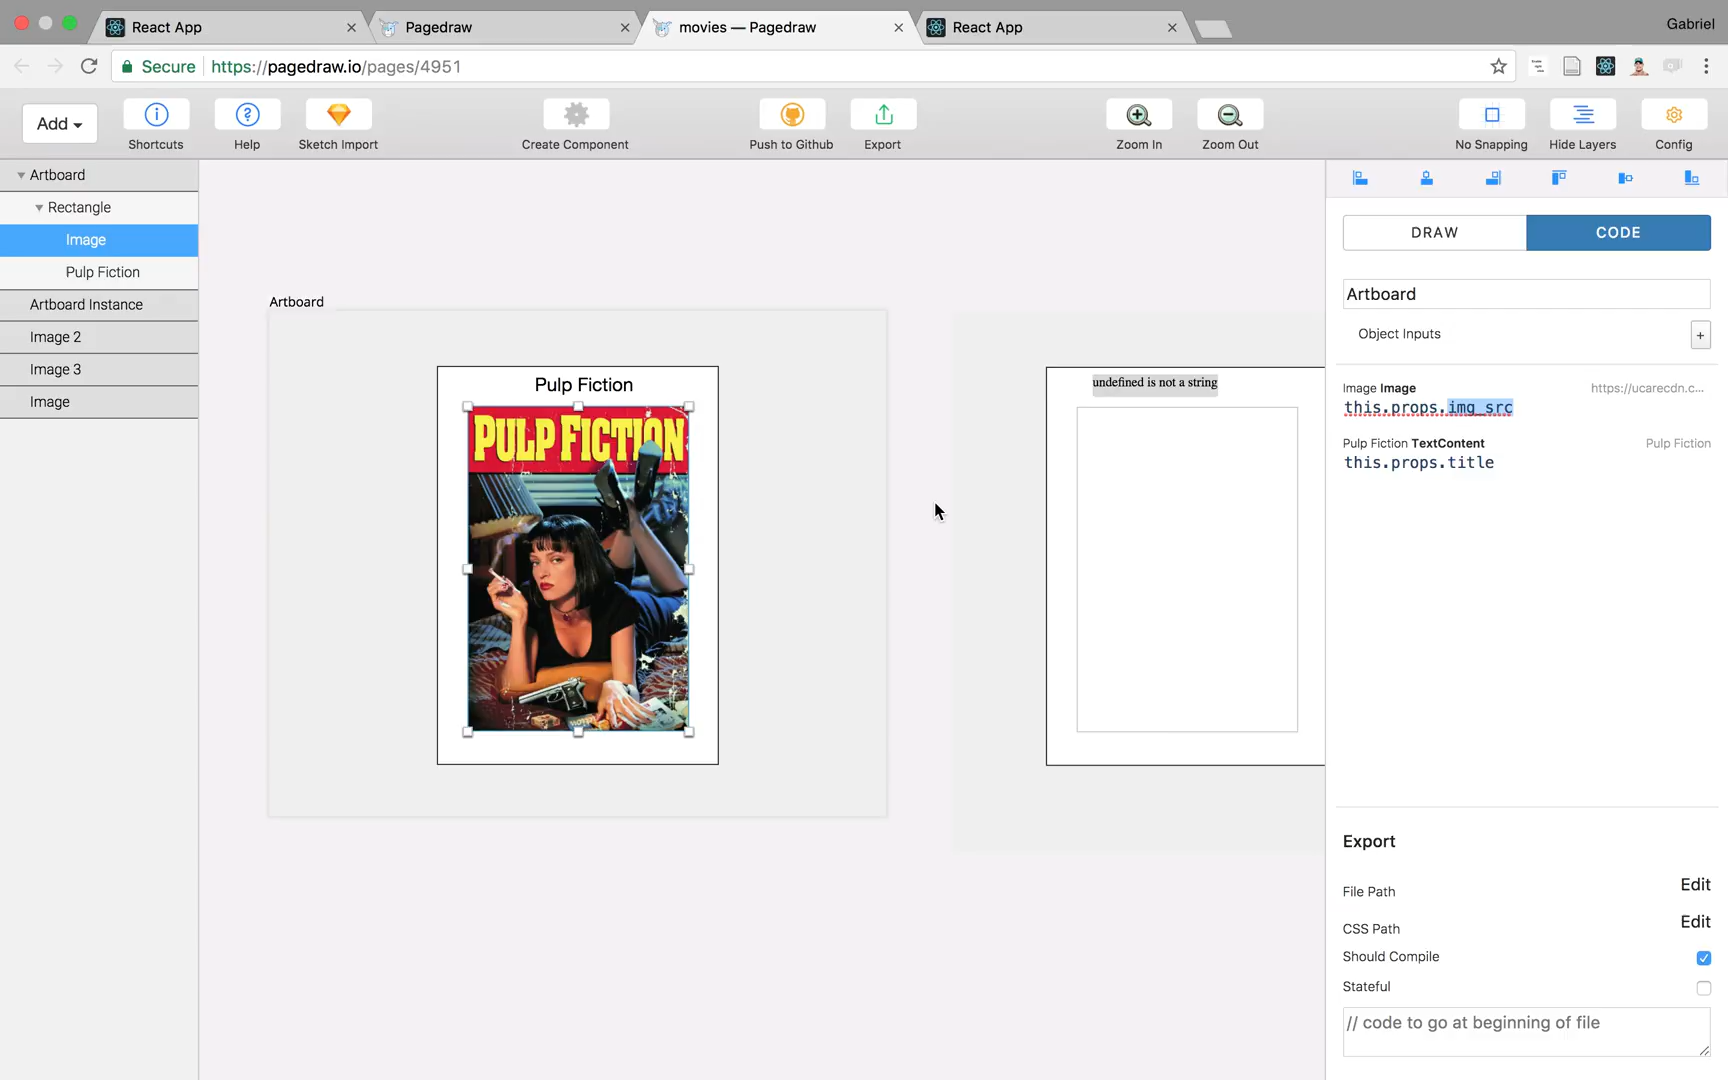 React App
Pagedraw
movies — Pagedraw
React App
Gabriel
Secure
https://pagedraw.io/pages/4951
Add
Shortcuts
Help
Sketch Import
Create Component
Push to Github
Export
Zoom In
Zoom Out
No Snapping
Hide Layers
Config
Artboard
Rectangle
Image
Pulp Fiction
Artboard Instance
Image 2
Image 3
Image
Artboard
Pulp Fiction
PULP FICTION
undefined is not a string
DRAW
CODE
Artboard
Object Inputs
+
Image Image
https://ucarecdn.c...
this.props.img_src
Pulp Fiction TextContent
Pulp Fiction
this.props.title
Export
File Path
Edit
CSS Path
Edit
Should Compile
Stateful
// code to go at beginning of file